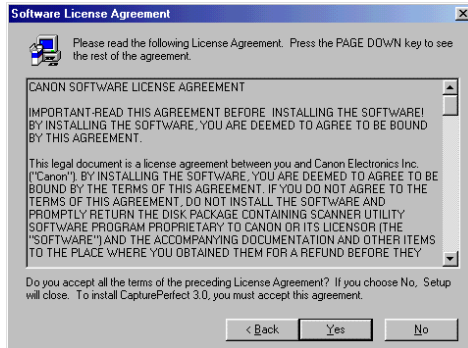 Software License Agreement
Please read the following License Agreement. Press the PAGE DOWN key to see
the rest of the agreement.
CANON SOFTWARE LICENSE AGREEMENT
IMPORTANT-READ THIS AGREEMENT BEFORE INSTALLING THE SOFTWARE!
BY INSTALLING THE SOFTWARE, YOU ARE DEEMED TO AGREE TO BE BOUND
BY THIS AGREEMENT.
This legal document is a license agreement between you and Canon Electronics Inc.
("Canon"). BY INSTALLING THE SOFTWARE, YOU ARE DEEMED TO AGREE TO BE
BOUND BY THE TERMS OF THIS AGREEMENT. IF YOU DO NOT AGREE TO THE
TERMS OF THIS AGREEMENT, DO NOT INSTALL THE SOFTWARE AND
PROMPTLY RETURN THE DISK PACKAGE CONTAINING SCANNER UTILITY
SOFTWARE PROGRAM PROPRIETARY TO CANON OR ITS LICENSOR (THE
"SOFTWARE") AND THE ACCOMPANYING DOCUMENTATION AND OTHER ITEMS
TO THE PLACE WHERE YOU OBTAINED THEM FOR A REFUND BEFORE THEY
Do you accept all the terms of the preceding License Agreement? If you choose No, Setup
will close. To install CapturePerfect 3.0, you must accept this agreement.
< Back Yes No